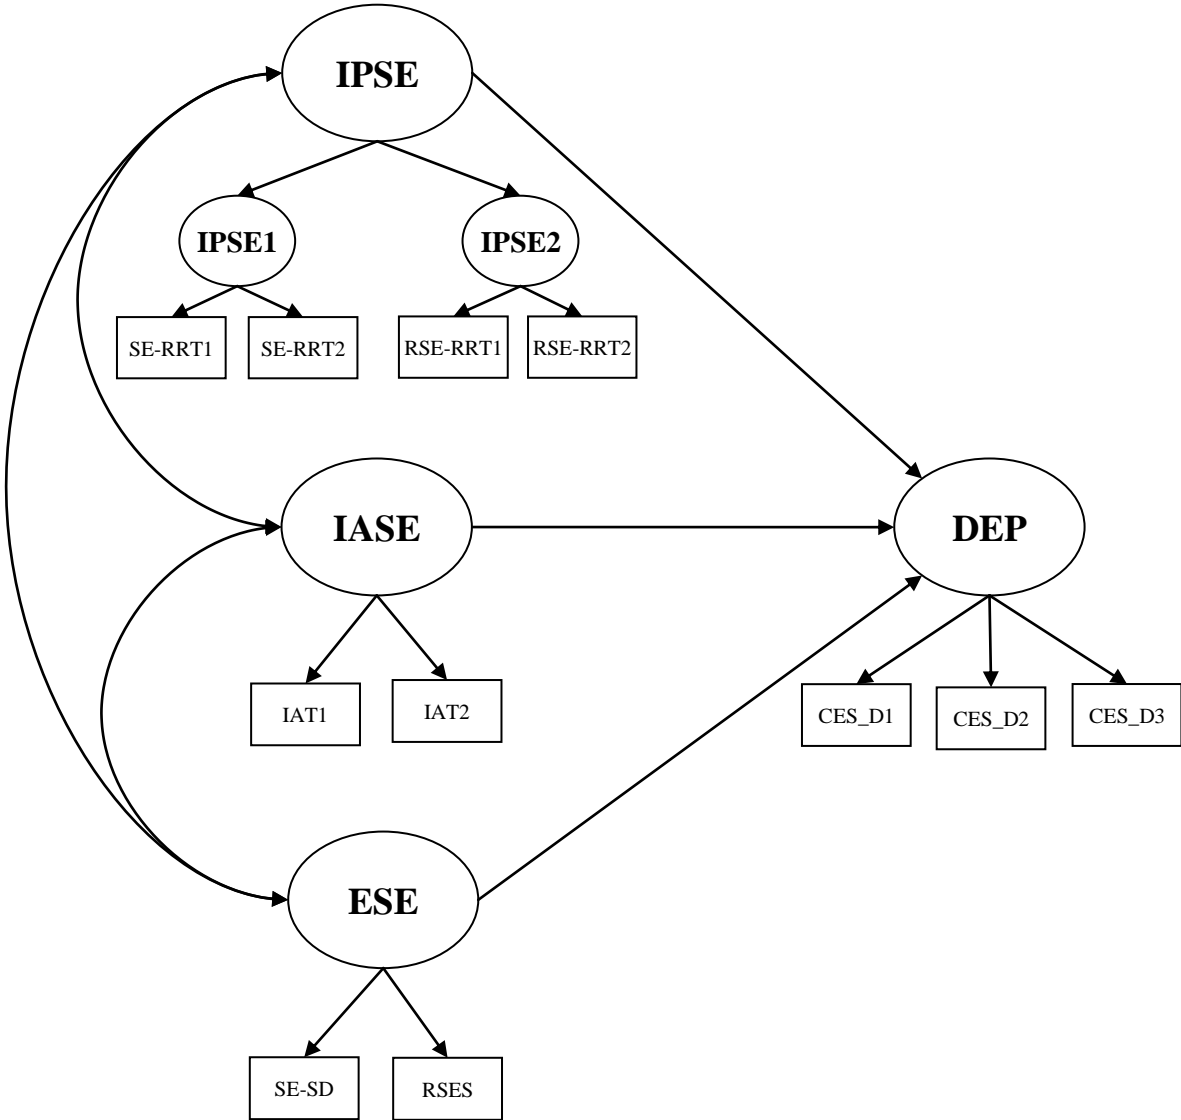 IPSE
IPSE1
IPSE2
SE-RRT1
SE-RRT2
RSE-RRT1
RSE-RRT2
IASE
DEP
IAT1
IAT2
CES_D1
CES_D2
CES_D3
ESE
SE-SD
RSES